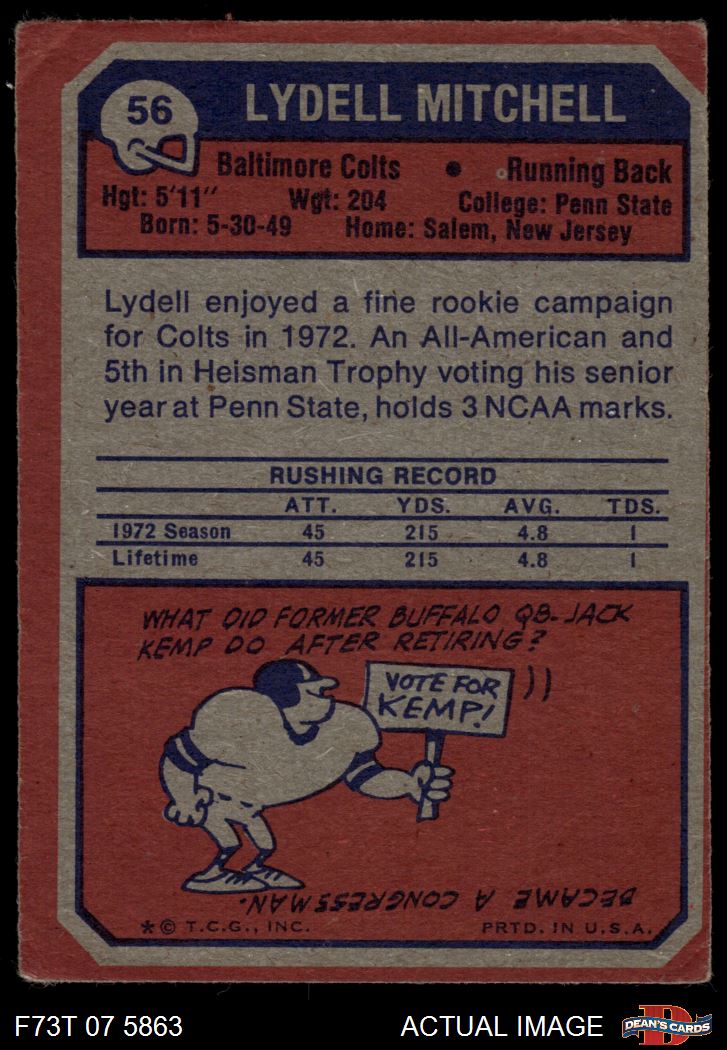 56
LYDELL MITCHELL
Baltimore Colts • Running Back
Hgt: 5'11" Wgt: 204 College: Penn State
Born: 5-30-49 Home: Salem, New Jersey
Lydell enjoyed a fine rookie campaign
for Colts in 1972. An All-American and
5th in Heisman Trophy voting his senior
year at Penn State, holds 3 NCAA marks.
RUSHING RECORD
ATT. YDS. AVG. TDS.
1972 Season 45 215 4.8 1
Lifetime 45 215 4.8 1
WHAT DID FORMER BUFFALO QB-JACK
KEMP DO AFTER RETIRING?
VOTE FOR
KEMP!
BECAME A CONGRESSMAN.
*© T.C.G., INC. PRTD. IN U.S.A.
F73T 07 5863 ACTUAL IMAGE
D
DEAN'S CARDS